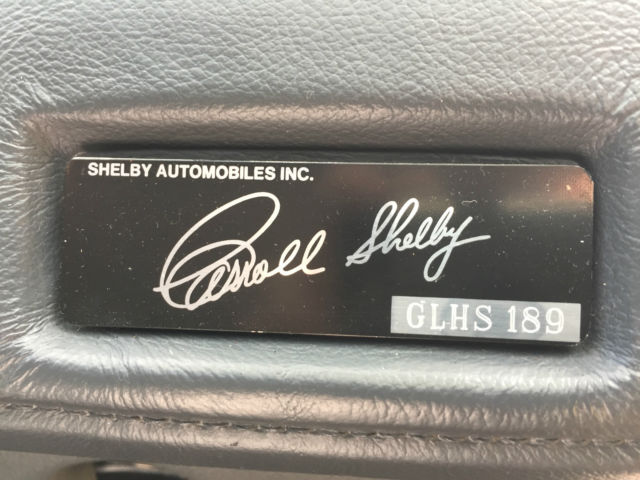 SHELBY AUTOMOBILES INC.
Carroll Shelby
GLHS 189